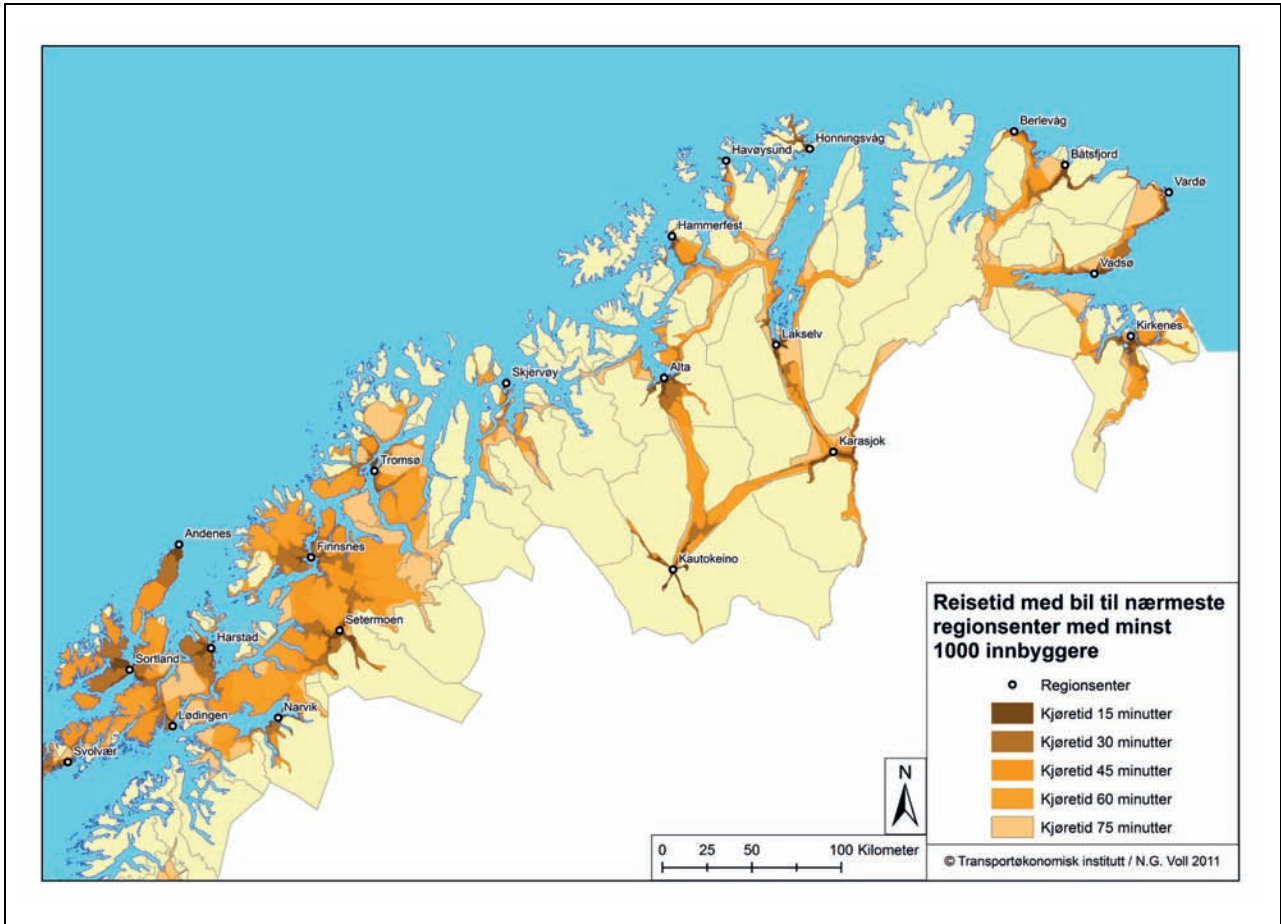 Berlevåg
Honningsvåg
Havøysund
Båtsfjord
Vardø
Hammerfest
Vadsø
Kirkenes
Lakselv
Skjervøy
Alta
Karasjok
Tromsø
Andenes
Finnsnes
Kautokeino
Setermoen
Harstad
Sortland
Narvik
Lødingen
Svolvær
Reisetid med bil til nærmeste
regionsenter med minst
1000 innbyggere
Regionsenter
Kjøretid 15 minutter
Kjøretid 30 minutter
Kjøretid 45 minutter
Kjøretid 60 minutter
Kjøretid 75 minutter
N
0 25 50 100 Kilometer
© Transportøkonomisk institutt / N.G. Voll 2011